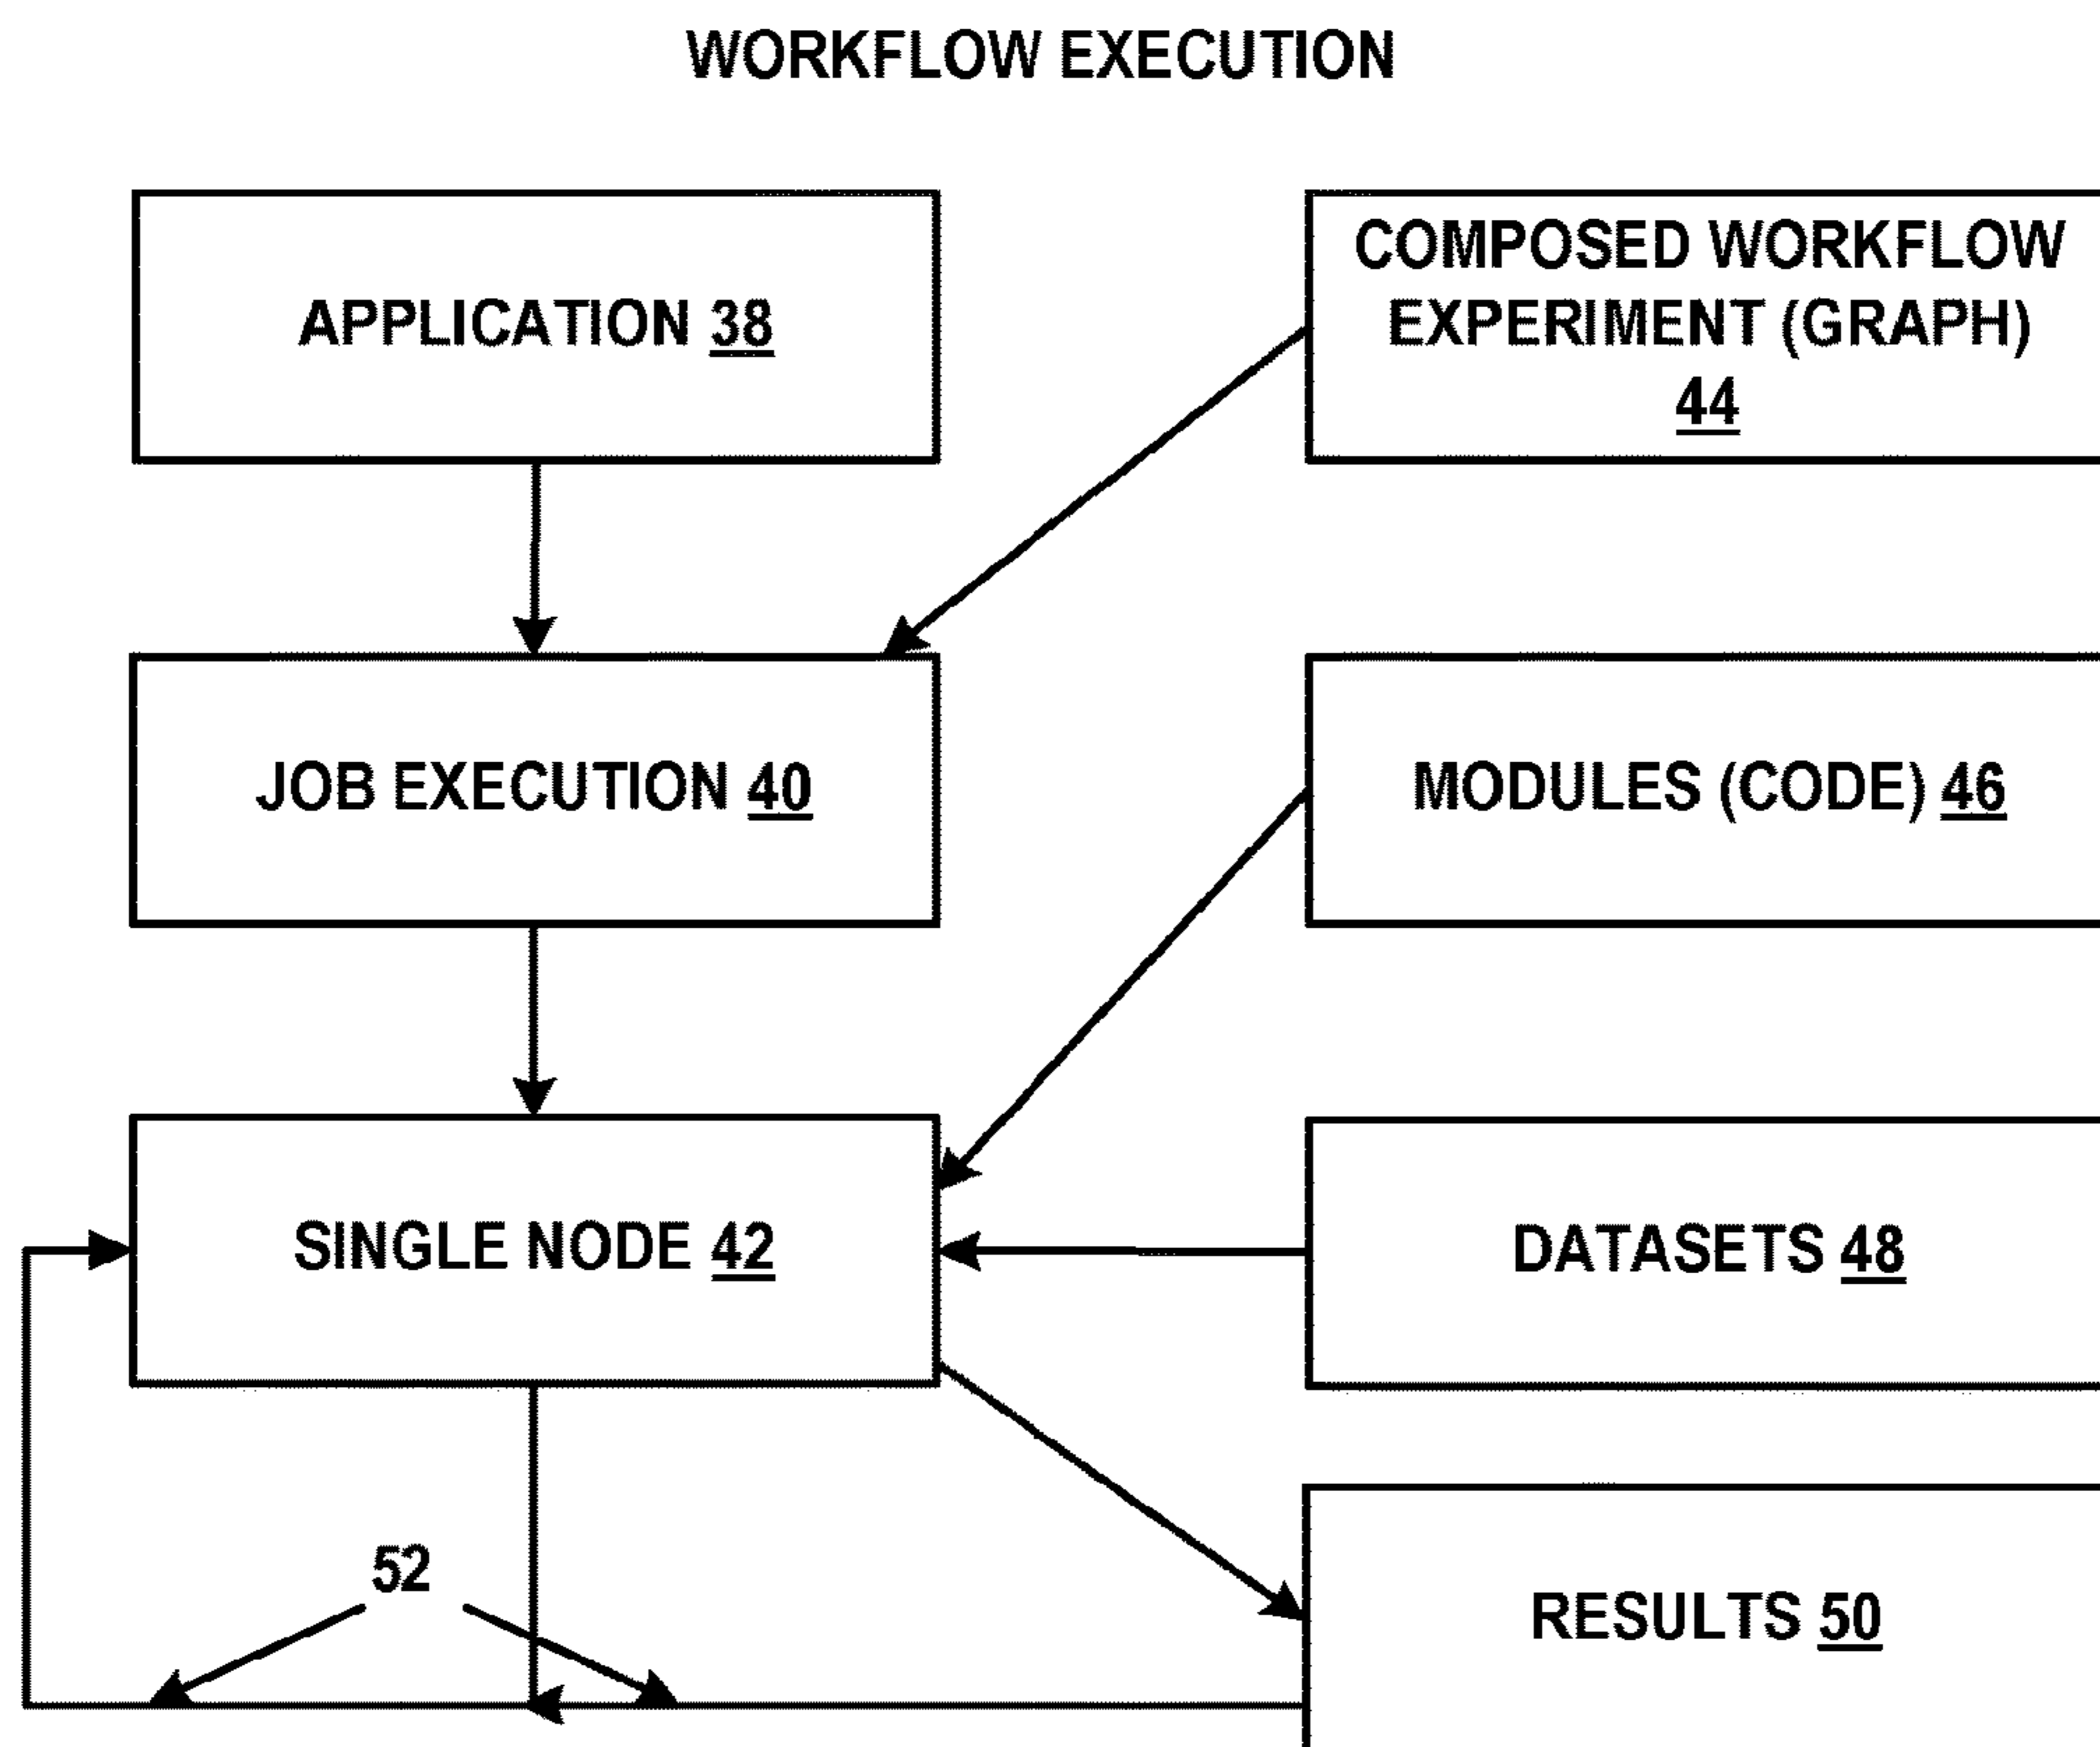 WORKFLOW EXECUTION
APPLICATION 38
COMPOSED WORKFLOW
EXPERIMENT (GRAPH)
44
JOB EXECUTION 40
MODULES (CODE) 46
SINGLE NODE 42
DATASETS 48
52
RESULTS 50